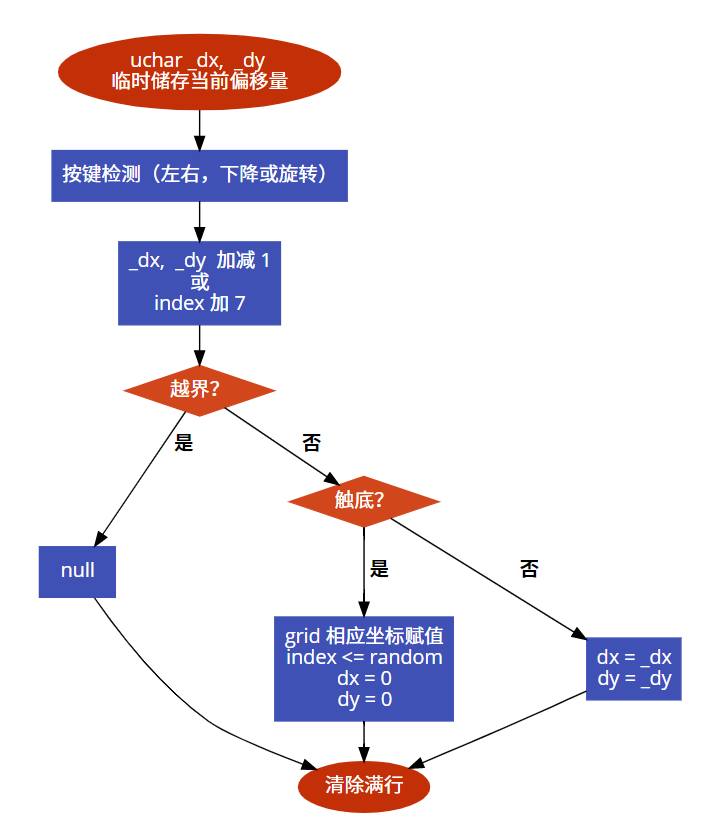 uchar _dx, _dy
临时储存当前偏移量
按键检测（左右，下降或旋转）
_dx, _dy 加减 1
或
index 加 7
越界?
是
否
触底?
null
是
否
grid 相应坐标赋值
index <= random
dx = 0
dy = 0
dx = _dx
dy = _dy
清除满行